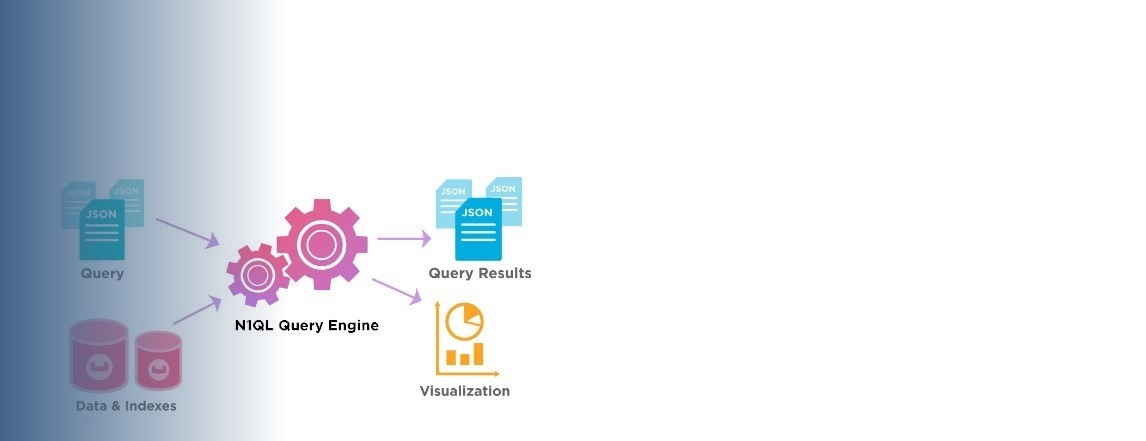 JSON
JSON
JSON
Query
Data & Indexes
N1QL Query Engine
JSON
JSON
JSON
Query Results
Visualization